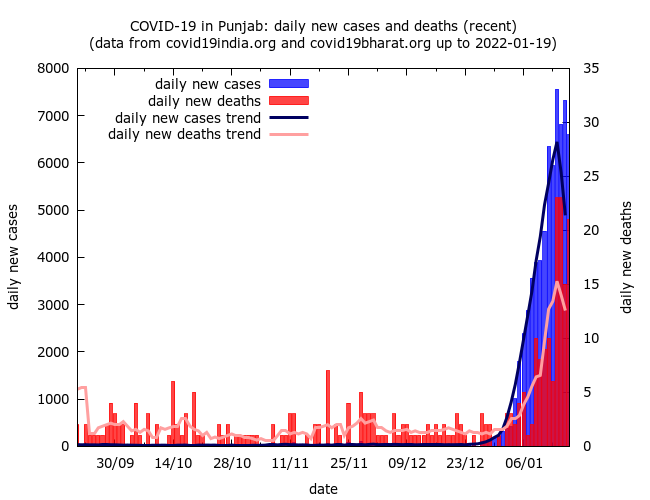 COVID-19 in Punjab: daily new cases and deaths (recent)
(data from covid19india.org and covid19bharat.org up to 2022-01-19)
daily new cases
daily new deaths
daily new cases trend
daily new deaths trend
8000
7000
6000
5000
4000
3000
2000
1000
0
daily new cases
35
30
25
20
15
10
5
0
daily new deaths
30/09 14/10 28/10 11/11 25/11 09/12 23/12 06/01
date